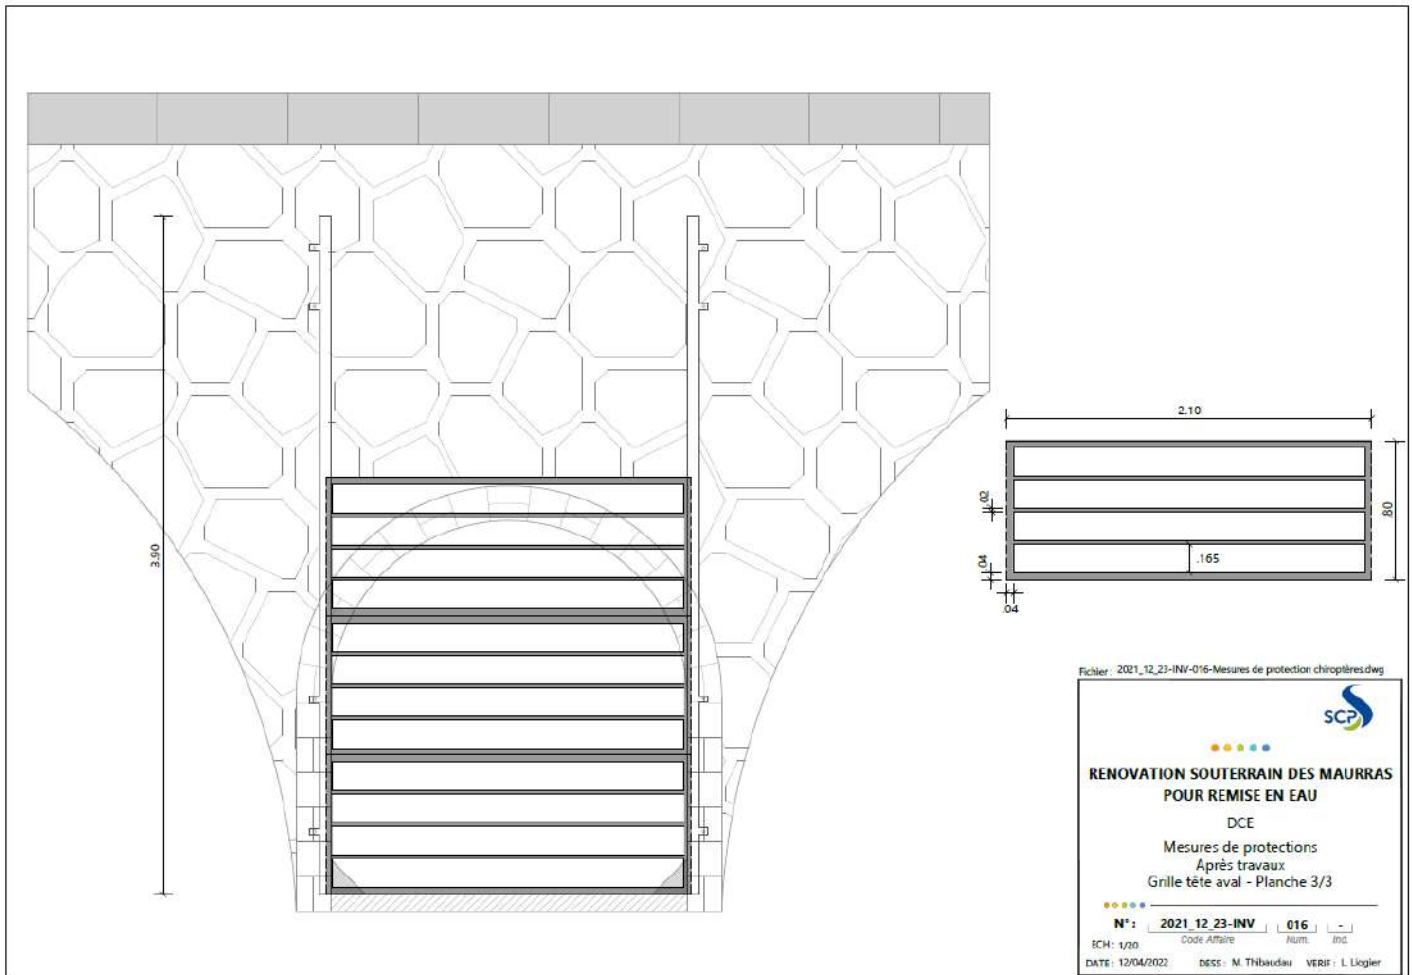 3.90
2.10
.02
.80
.04
.165
.04
Fichier : 2021_12_23-INV-016-Mesures de protection chiroptères.dwg
SCP
RENOVATION SOUTERRAIN DES MAURRAS
POUR REMISE EN EAU
DCE
Mesures de protections
Après travaux
Grille tête aval - Planche 3/3
N° : 2021_12_23-INV 016 -
Code Affaire Num. Ind.
ECH : 1/20
DATE : 12/04/2022 DESS : M. Thibaudau VERIF : L Liogier